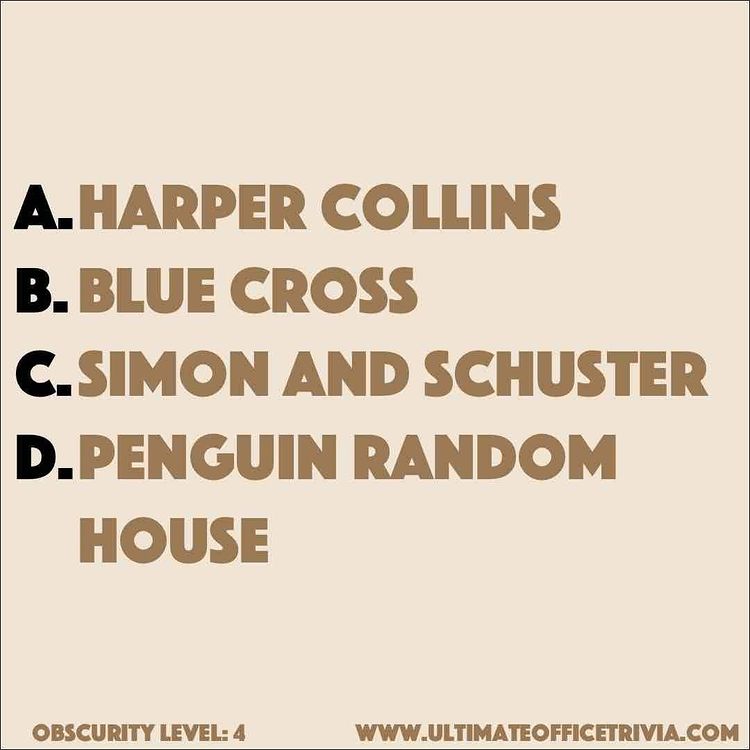 A. HARPER COLLINS
B. BLUE CROSS
C. SIMON AND SCHUSTER
D. PENGUIN RANDOM
HOUSE
OBSCURITY LEVEL: 4
WWW.ULTIMATEOFFICETRIVIA.COM